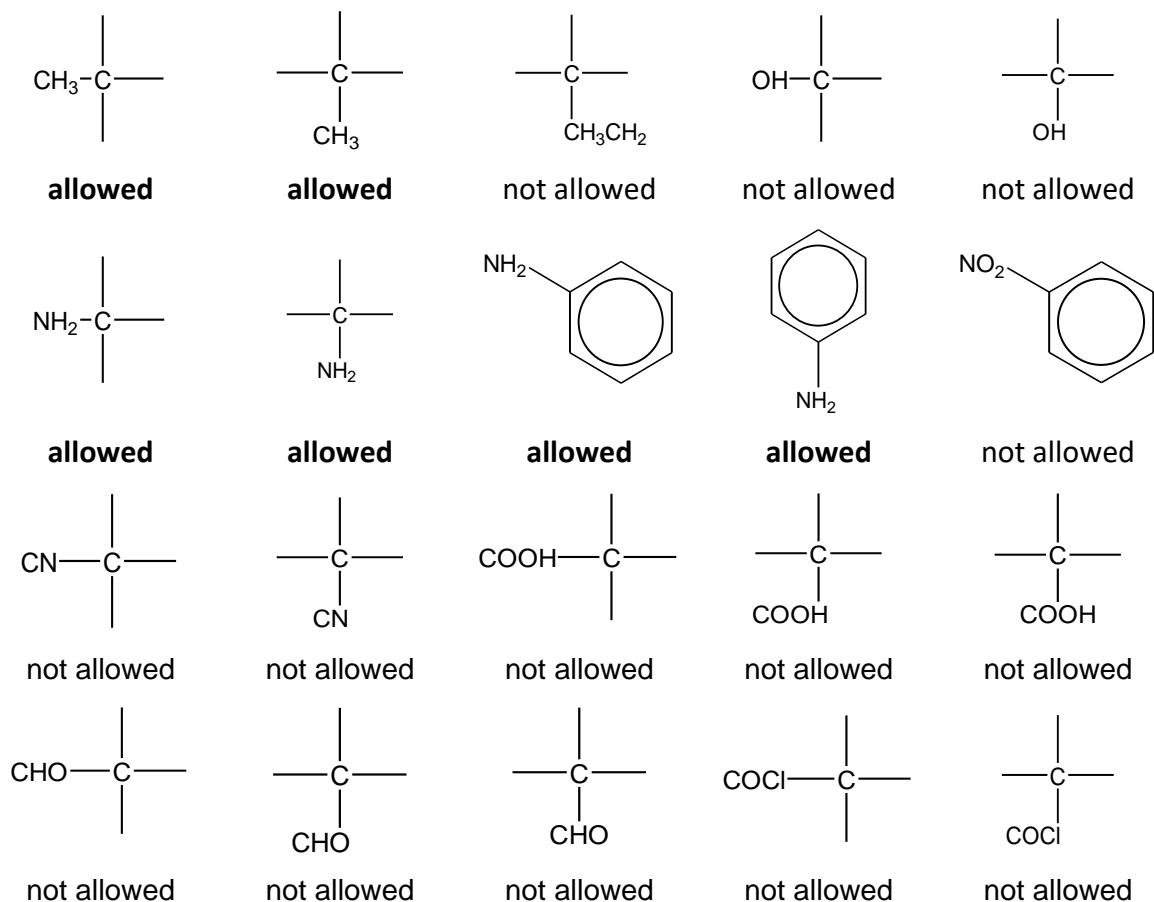 CH3 C C C OH C C
CH3 CH3CH2 OH
allowed allowed not allowed not allowed not allowed
NH2 C C NH2 NO2
NH2 NH2
allowed allowed allowed allowed not allowed
CN C C COOH C C C
CN COOH COOH
not allowed not allowed not allowed not allowed not allowed
CHO C C C COCl C C
CHO CHO COCl
not allowed not allowed not allowed not allowed not allowed